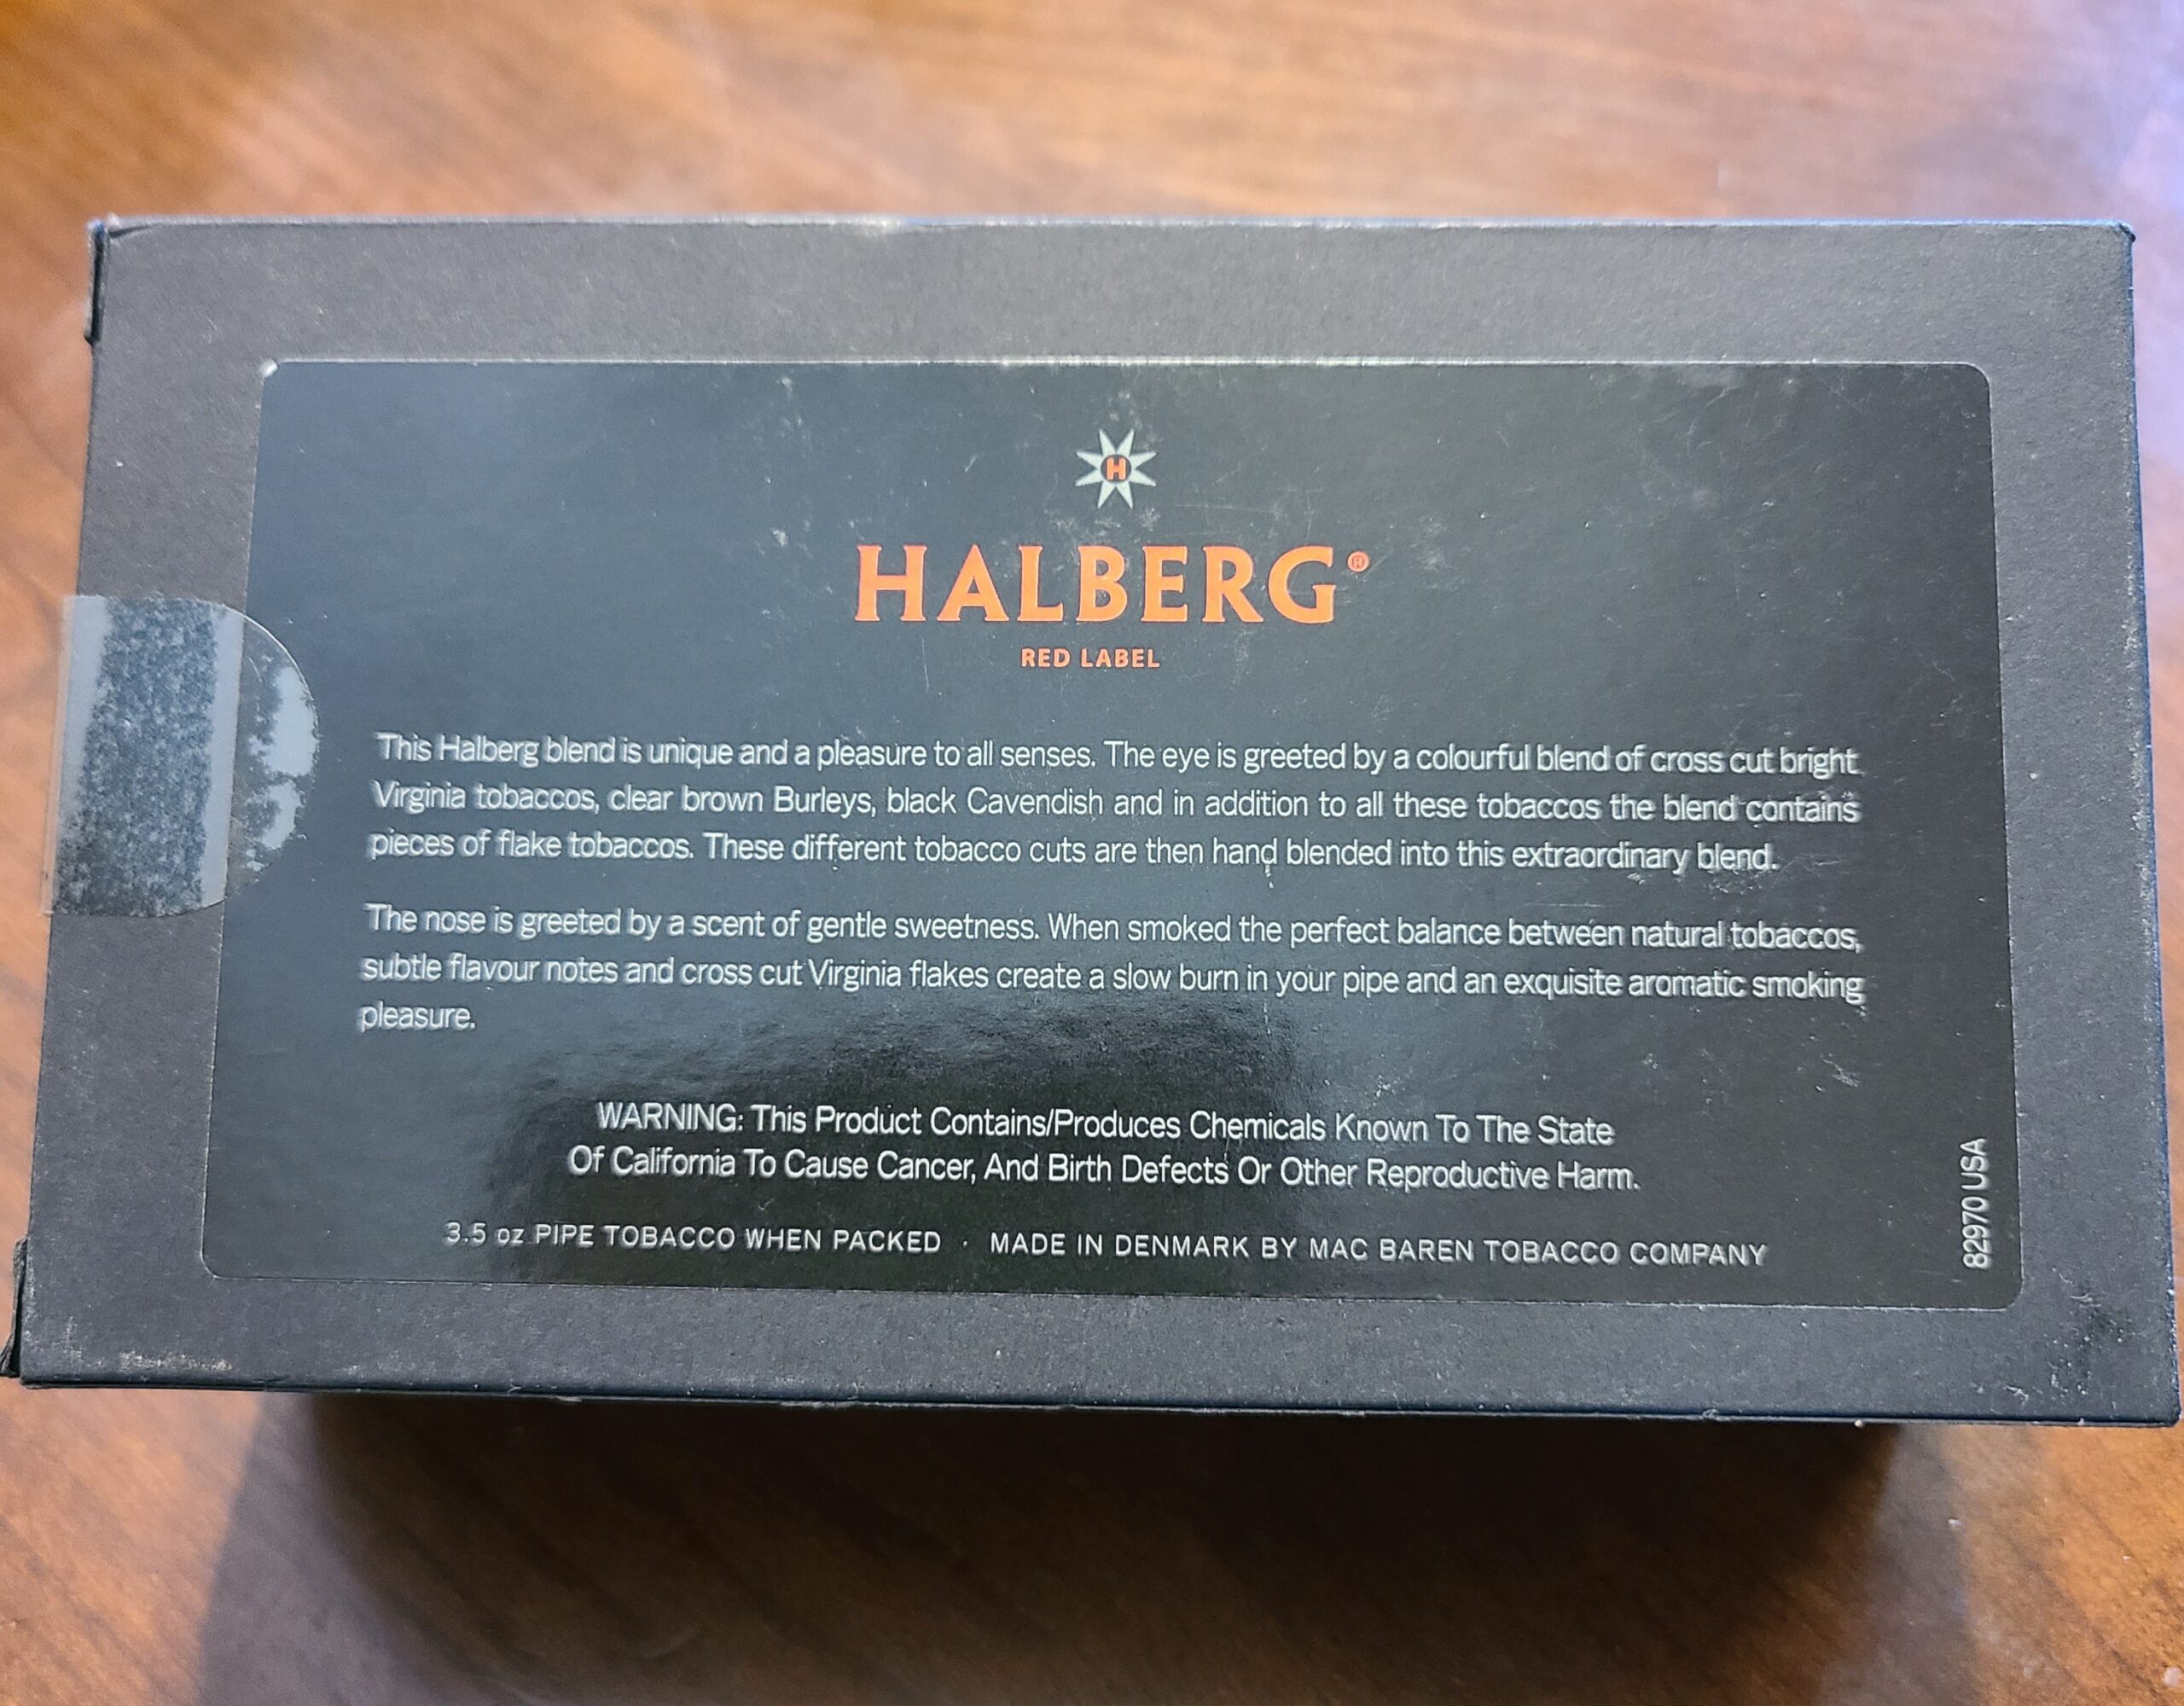 H
HALBERG®
RED LABEL
This Halberg blend is unique and a pleasure to all senses. The eye is greeted by a colourful blend of cross cut bright
Virginia tobaccos, clear brown Burleys, black Cavendish and in addition to all these tobaccos the blend contains
pieces of flake tobaccos. These different tobacco cuts are then hand blended into this extraordinary blend.
The nose is greeted by a scent of gentle sweetness. When smoked the perfect balance between natural tobaccos,
subtle flavour notes and cross cut Virginia flakes create a slow burn in your pipe and an exquisite aromatic smoking
pleasure.
WARNING: This Product Contains/Produces Chemicals Known To The State
Of California To Cause Cancer, And Birth Defects Or Other Reproductive Harm.
3.5 oz PIPE TOBACCO WHEN PACKED · MADE IN DENMARK BY MAC BAREN TOBACCO COMPANY
82970 USA